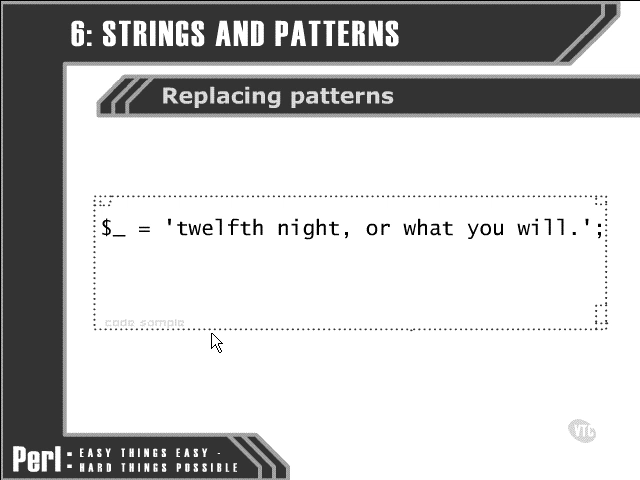 6: STRINGS AND PATTERNS
Replacing patterns
$_ = 'twelfth night, or what you will.';
code sample
VTC
Perl: EASY THINGS EASY -
HARD THINGS POSSIBLE